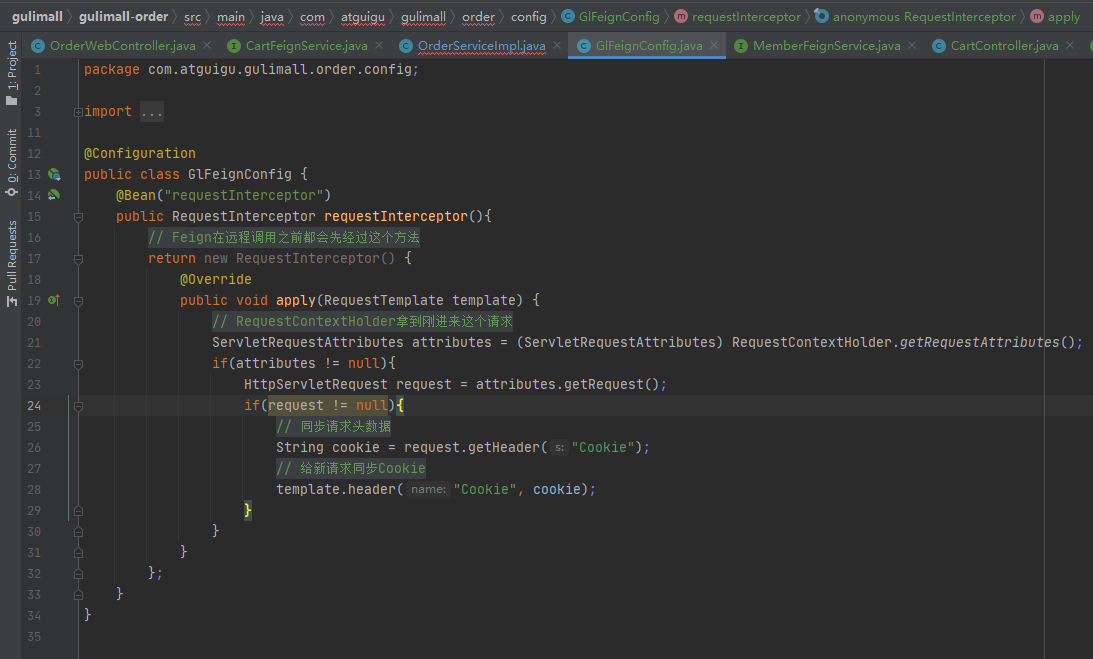 gulimall gulimall-order src main java com atguigu gulimall order config GlFeignConfig requestInterceptor anonymous RequestInterceptor apply
OrderWebController.java CartFeignService.java OrderServiceImpl.java GlFeignConfig.java MemberFeignService.java CartController.java
1: Project
0: Commit
Pull Requests
1 package com.atguigu.gulimall.order.config;
2
3 import ...
11
12 @Configuration
13 public class GlFeignConfig {
14 @Bean("requestInterceptor")
15 public RequestInterceptor requestInterceptor(){
16 // Feign在远程调用之前都会先经过这个方法
17 return new RequestInterceptor() {
18 @Override
19 public void apply(RequestTemplate template) {
20 // RequestContextHolder拿到刚进来这个请求
21 ServletRequestAttributes attributes = (ServletRequestAttributes) RequestContextHolder.getRequestAttributes();
22 if(attributes != null){
23 HttpServletRequest request = attributes.getRequest();
24 if(request != null){
25 // 同步请求头数据
26 String cookie = request.getHeader( s: "Cookie");
27 // 给新请求同步Cookie
28 template.header( name: "Cookie", cookie);
29 }
30 }
31 }
32 };
33 }
34 }
35